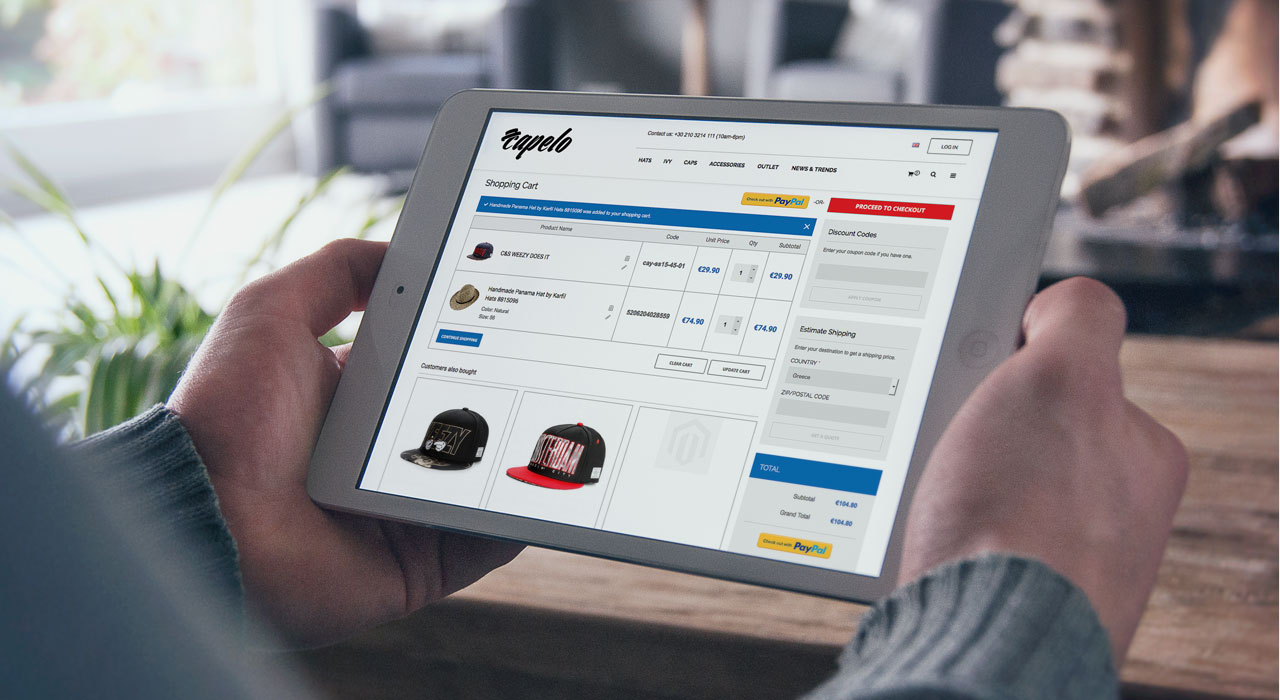 Capelo
Contact us: +30 210 3214 111 (10am-6pm)
LOG IN
HATS IVY CAPS ACCESSORIES OUTLET NEWS & TRENDS
Shopping Cart
Check out with PayPal -OR- PROCEED TO CHECKOUT
✓ Handmade Panama Hat by Karfil Hats 8815096 was added to your shopping cart.
Product Name Code Unit Price Qty Subtotal
C&S WEEZY DOES IT cay-ss15-45-01 €29.90 1 €29.90
Handmade Panama Hat by Karfil
Hats 8815096
Color: Natural
Size: 56
5206204028559 €74.90 1 €74.90
CONTINUE SHOPPING
CLEAR CART UPDATE CART
Discount Codes
Enter your coupon code if you have one.
APPLY COUPON
Estimate Shipping
Enter your destination to get a shipping price.
COUNTRY *
Greece
ZIP/POSTAL CODE
GET A QUOTE
Customers also bought
TOTAL
Subtotal €104.80
Grand Total €104.80
Check out with PayPal